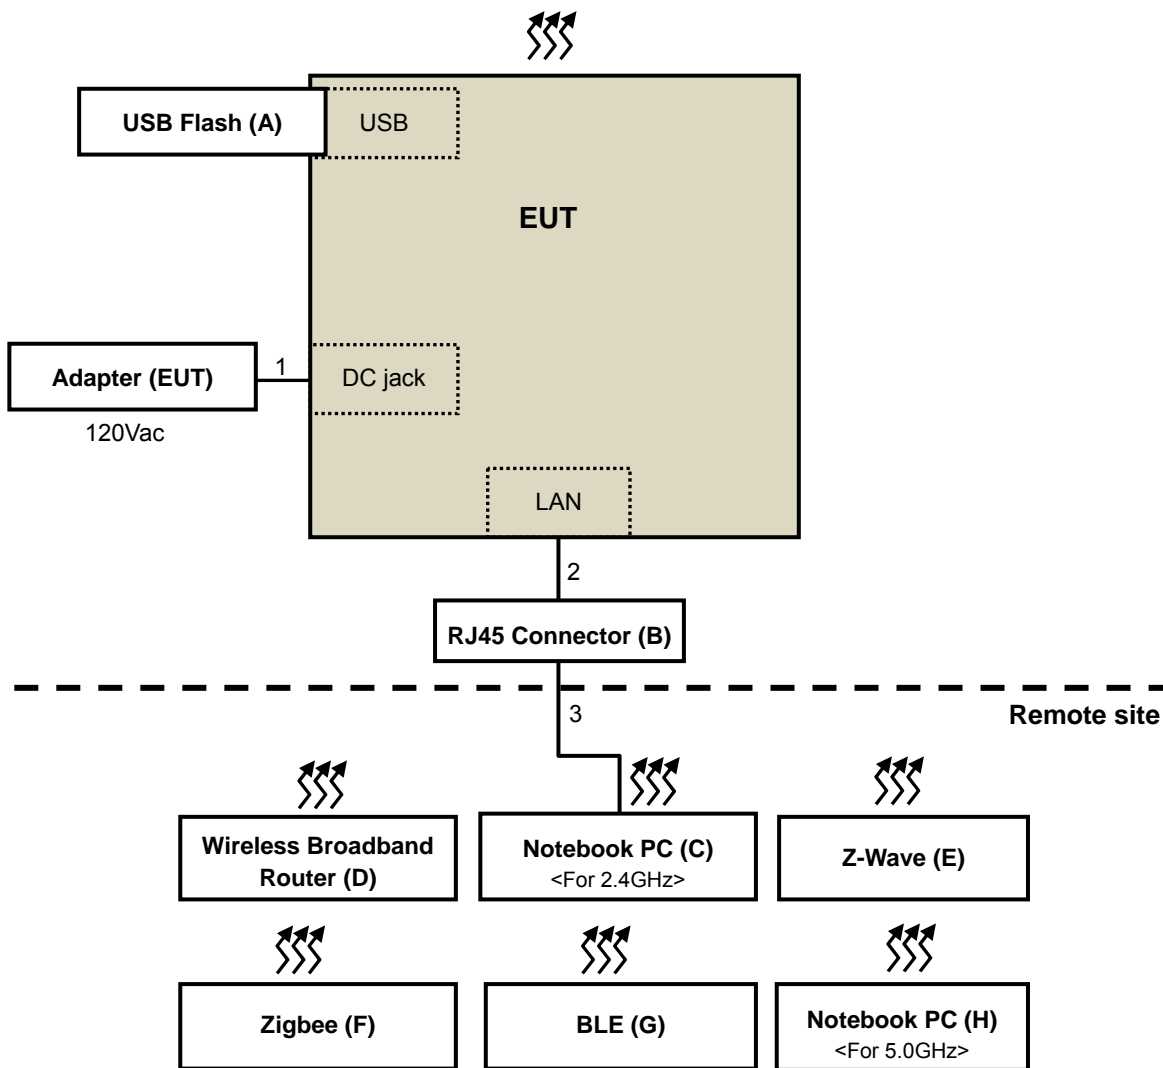 USB Flash (A)
USB
EUT
Adapter (EUT)
1
DC jack
120Vac
LAN
2
RJ45 Connector (B)
3
Remote site
Wireless Broadband
Router (D)
Notebook PC (C)
<For 2.4GHz>
Z-Wave (E)
Zigbee (F)
BLE (G)
Notebook PC (H)
<For 5.0GHz>